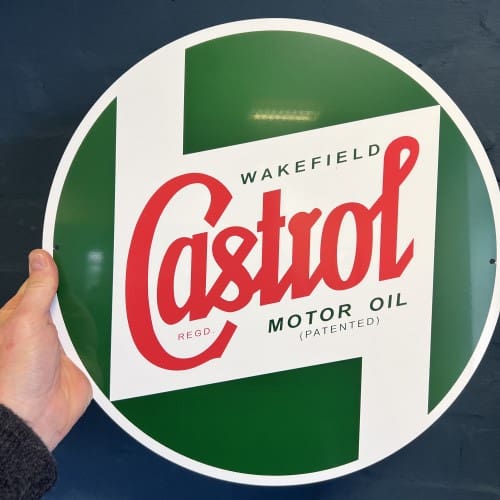 WAKEFIELD
Castrol
REGD.
MOTOR OIL
(PATENTED)